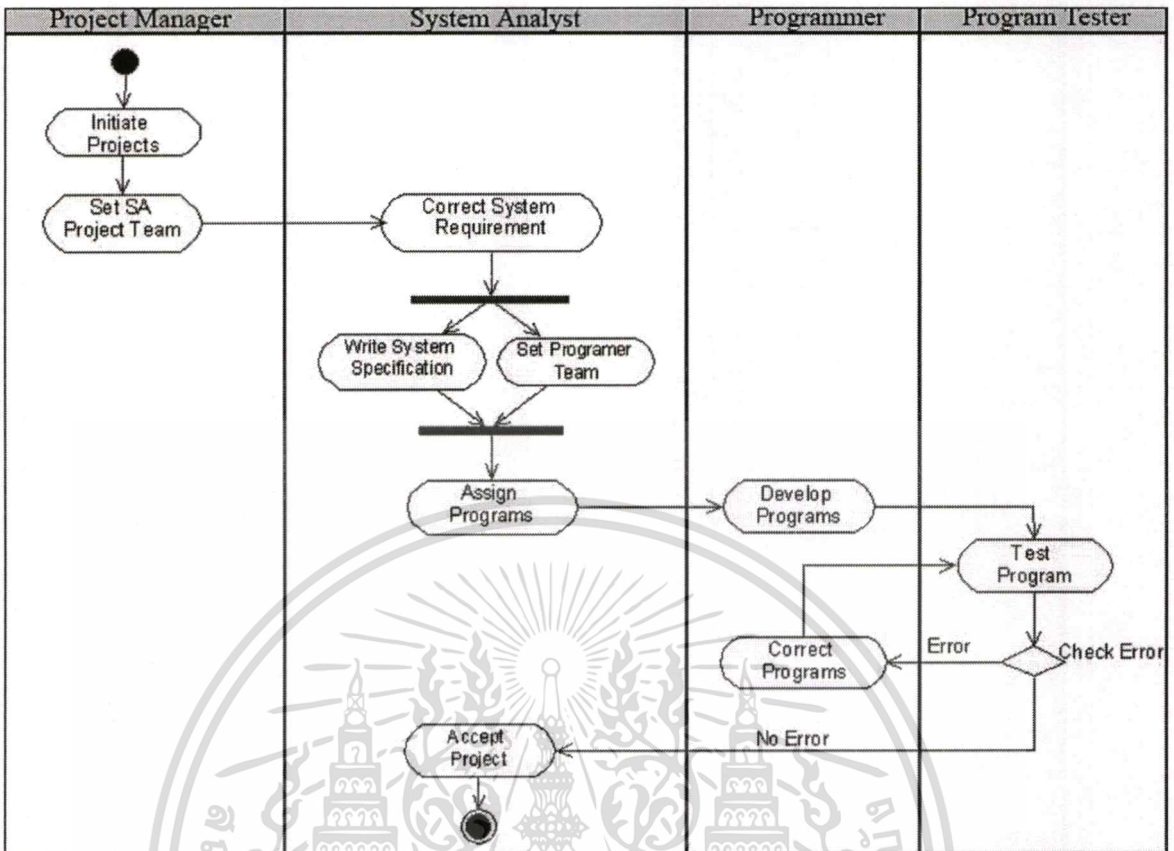 Project Manager
System Analyst
Programmer
Program Tester
Initiate
Projects
Set SA
Project Team
Correct System
Requirement
Write System
Specification
Set Programer
Team
Assign
Programs
Develop
Programs
Test
Program
Correct
Programs
Error
Check Error
Accept
Project
No Error